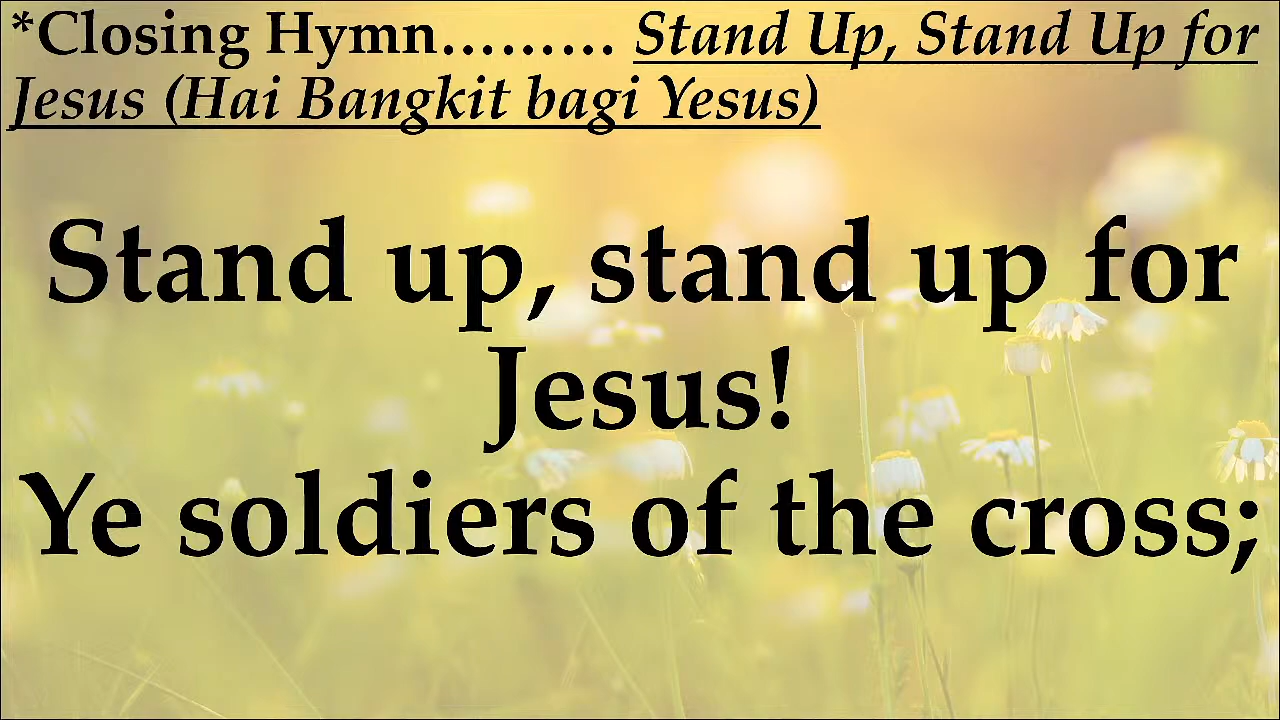 *Closing Hymn......... Stand Up, Stand Up for
Jesus (Hai Bangkit bagi Yesus)
Stand up, stand up for
Jesus!
Ye soldiers of the cross;